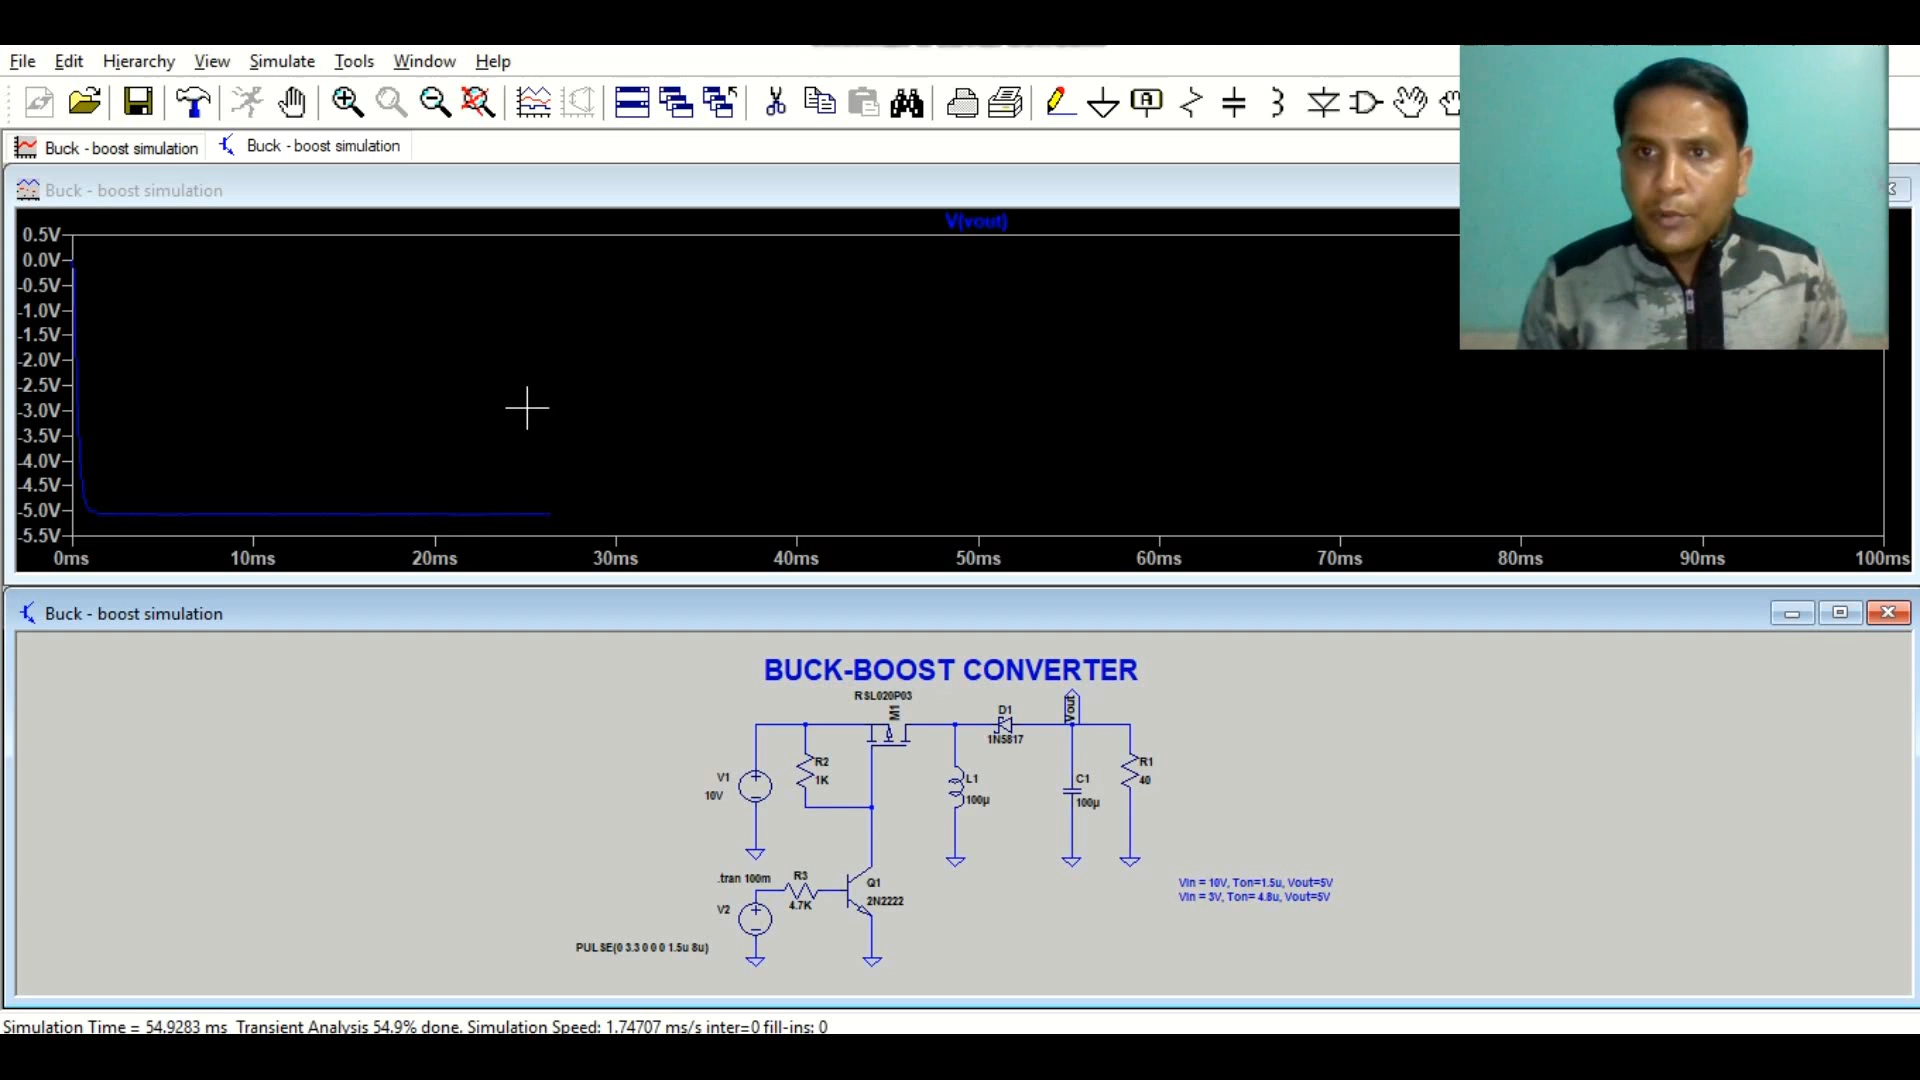 File Edit Hierarchy View Simulate Tools Window Help
A
Buck - boost simulation
Buck - boost simulation
Buck - boost simulation
V(vout)
0.5V
0.0V
-0.5V
-1.0V
-1.5V
-2.0V
-2.5V
-3.0V
-3.5V
-4.0V
-4.5V
-5.0V
-5.5V
0ms 10ms 20ms 30ms 40ms 50ms 60ms 70ms 80ms 90ms 100ms
Buck - boost simulation
BUCK-BOOST CONVERTER
RSL020P03
M1
D1
1N5817
Vout
V1
10V
R2
1K
L1
100µ
C1
100µ
R1
40
.tran 100m
R3
4.7K
Q1
2N2222
V2
PULSE(0 3.3 0 0 0 1.5u 8u)
Vin = 10V, Ton=1.5u, Vout=5V
Vin = 3V, Ton= 4.8u, Vout=5V
Simulation Time = 54.9283 ms Transient Analysis 54.9% done. Simulation Speed: 1.74707 ms/s inter=0 fill-ins: 0